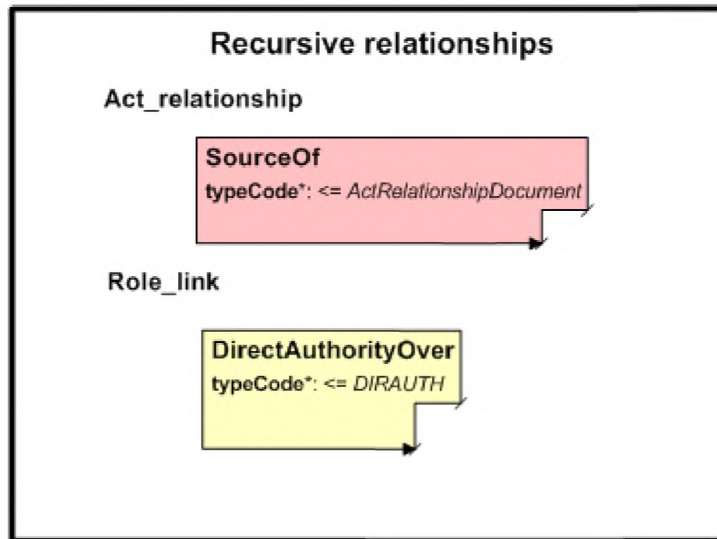 Recursive relationships
Act_relationship
SourceOf
typeCode*: <= ActRelationshipDocument
Role_link
DirectAuthorityOver
typeCode*: <= DIRAUTH